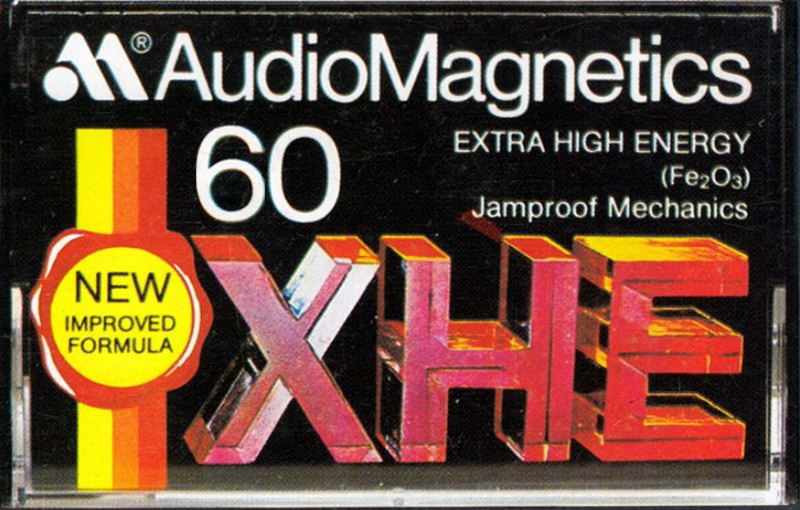 ® AudioMagnetics
60
EXTRA HIGH ENERGY
(Fe₂O₃)
Jamproof Mechanics
NEW
IMPROVED
FORMULA
XHE